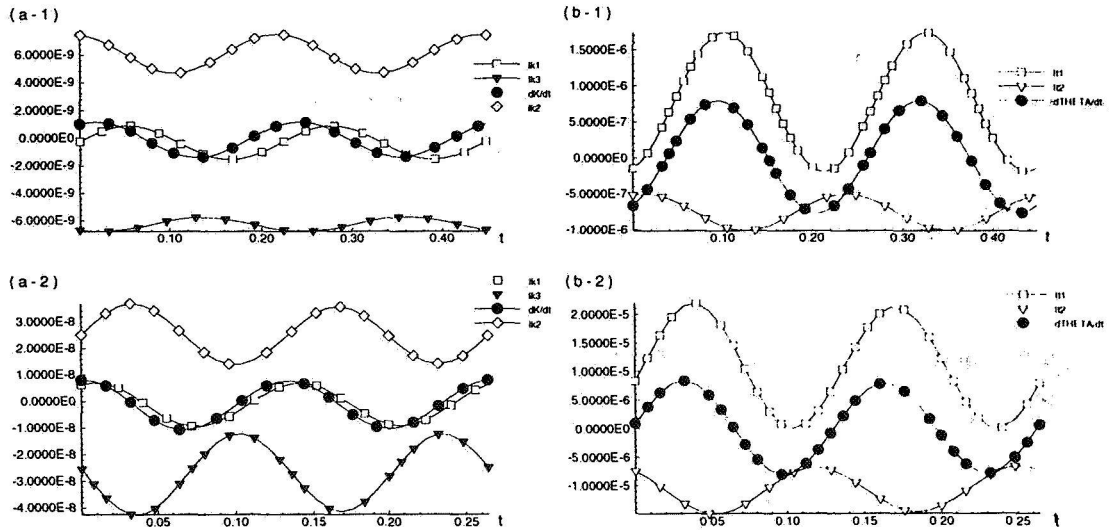 (a-1)
6.0000E-9
4.0000E-9
2.0000E-9
0.0000E0
-2.0000E-9
-4.0000E-9
-6.0000E-9
0.10
0.20
0.30
0.40
t
Ik1
Ik3
dK/dt
Ik2
(b-1)
1.5000E-6
1.0000E-6
5.0000E-7
0.0000E0
-5.0000E-7
-1.0000E-6
0.10
0.20
0.30
0.40
t
It1
It2
dTHETA/dt
(a-2)
4.0000E-8
3.0000E-8
2.0000E-8
1.0000E-8
0.0000E0
-1.0000E-8
-2.0000E-8
-3.0000E-8
-4.0000E-8
0.05
0.10
0.15
0.20
0.25
t
Ik1
Ik3
dK/dt
Ik2
(b-2)
2.0000E-5
1.5000E-5
1.0000E-5
5.0000E-6
0.0000E0
-5.0000E-6
-1.0000E-5
0.05
0.10
0.15
0.20
0.25
t
It1
It2
dTHETA/dt